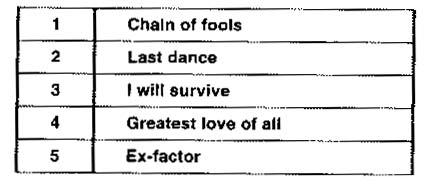 1 Chain of fools
2 Last dance
3 I will survive
4 Greatest love of all
5 Ex-factor